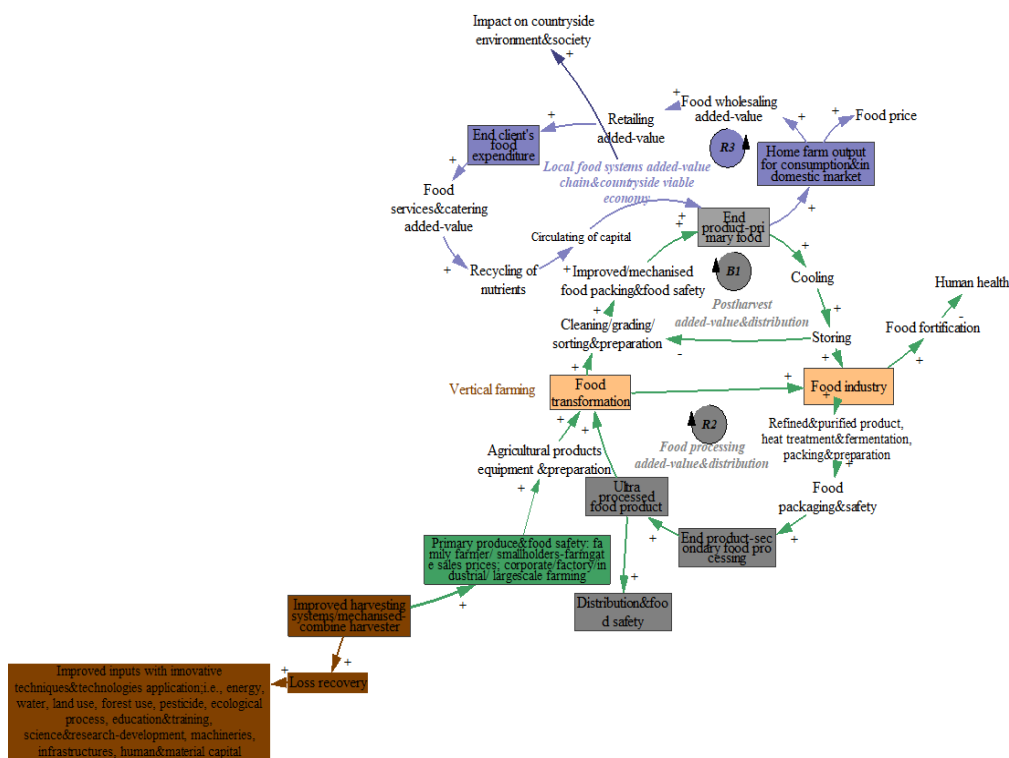 Impact on countryside
environment&society
+
Food wholesaling
added-value
+
+
+
Food price
Retailing
added-value
+
End client's
food
expenditure
R3
Home farm output
for consumption&in
domestic market
Local food systems added-value
chain&countryside viable
economy
+
Food
services&catering
added-value
+
+
+
End
product-pri
mary food
Circulating of capital
+
+
Recycling of
nutrients
+
+
Improved/mechanised
food packing&food safety
B1
Cooling
Human health
Postharvest
added-value&distribution
+
+
-
Cleaning/grading/
sorting&preparation
Food fortification
Storing
-
+
+
Vertical farming
+
Food
transformation
+
Food industry
+
+
+
R2
Refined&purified product,
heat treatment&fermentation,
packing&preparation
Agricultural products
equipment &preparation
Food processing
added-value&distribution
+
+
Ultra
processed
food product
Food
packaging&safety
Primary produce&food safety: fa
mily farmer/ smallholders-farmgat
e sales prices; corporate/factory/in
dustrial/ largescale farming
+
End product-sec
ondary food pro
cessing
+
+
Improved harvesting
systems/mechanised-
combine harvester
+
Distribution&foo
d safety
+
Loss recovery
+
Improved inputs with innovative
techniques&technologies application;i.e., energy,
water, land use, forest use, pesticide, ecological
process, education&training,
science&research-development, machineries,
infrastructures, human&material capital